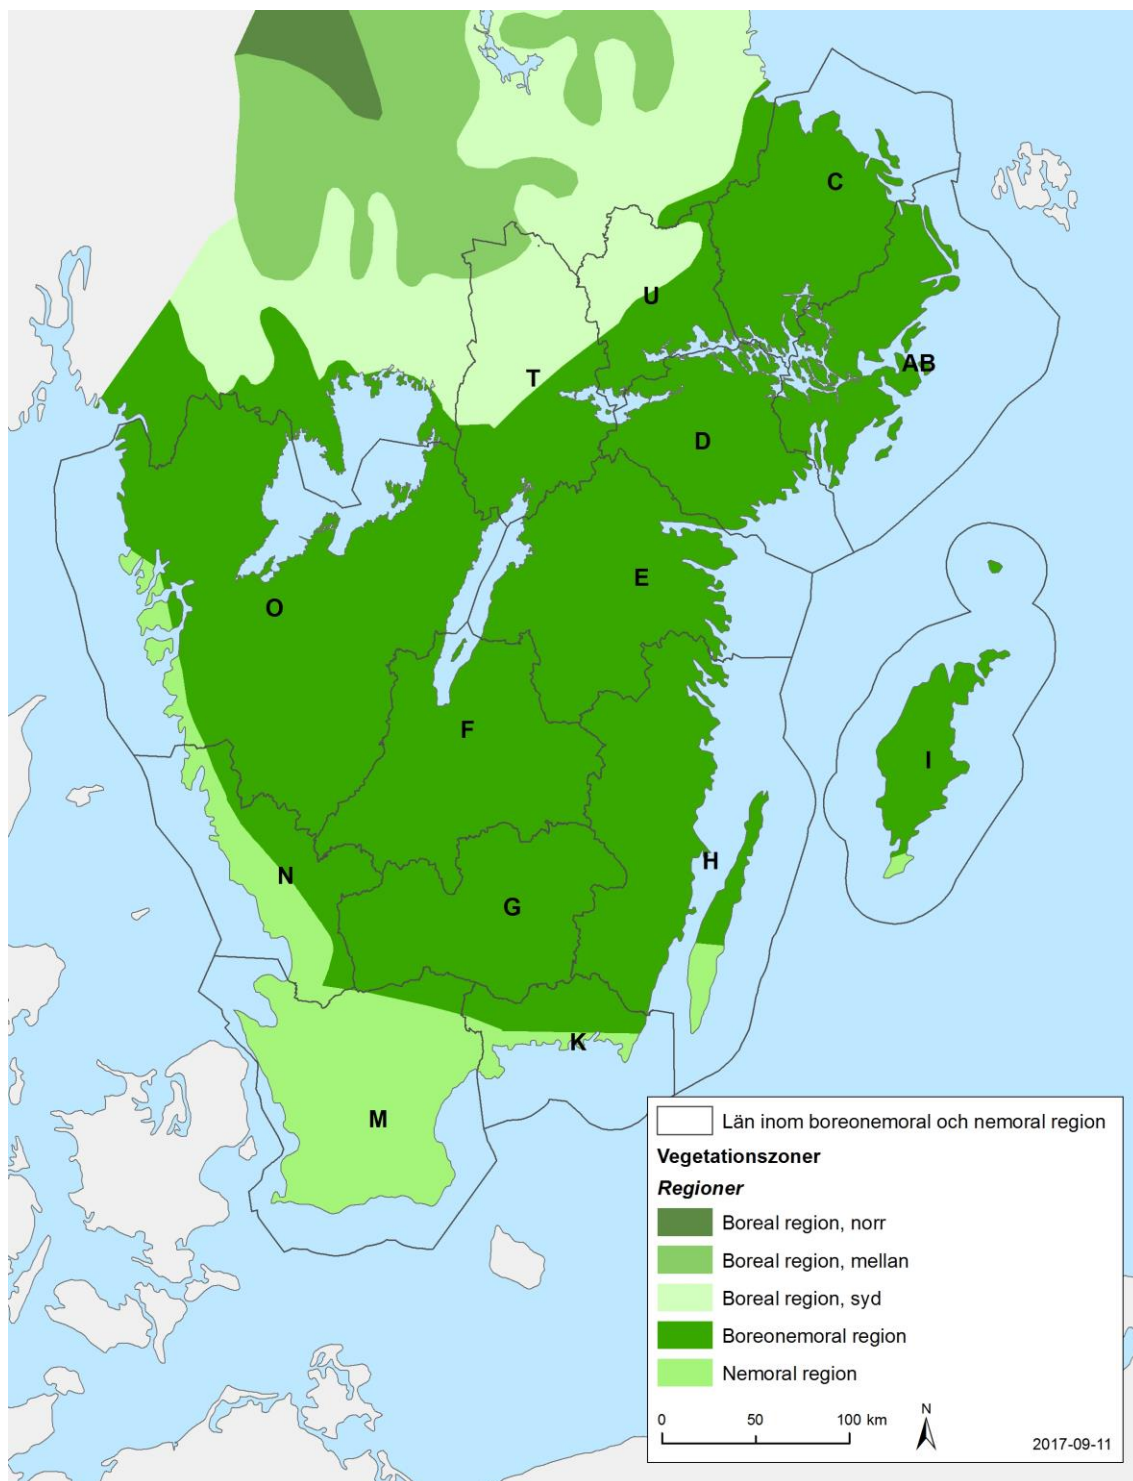 C
U
AB
T
D
E
O
F
I
H
N
G
K
M
Län inom boreonemoral och nemoral region
Vegetationszoner
Regioner
Boreal region, norr
Boreal region, mellan
Boreal region, syd
Boreonemoral region
Nemoral region
0 50 100 km
N
2017-09-11